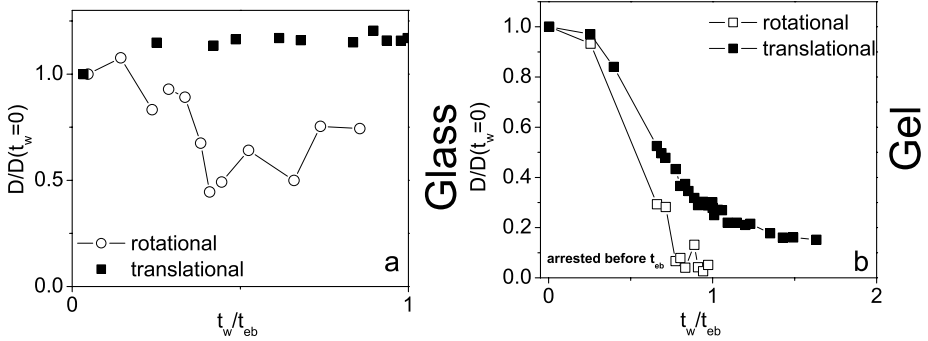 1.0
0.5
0.0
D/D(t_w=0)
rotational
translational
a
0
1
t_w/t_eb
Glass
1.0
0.8
0.6
0.4
0.2
0.0
D/D(t_w=0)
rotational
translational
arrested before t_eb
b
0
1
2
t_w/t_eb
Gel